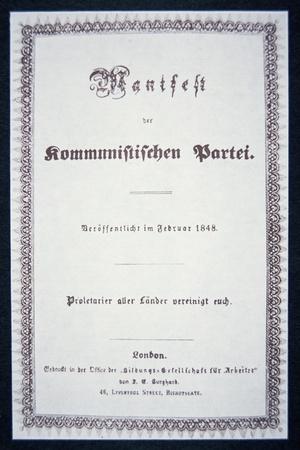 Manifest
der
Kommunistischen Partei.
Veröffentlicht im Februar 1848.
Proletarier aller Länder vereinigt euch.
London.
Gedruckt in der Office der „Bildungs-Gesellschaft für Arbeiter"
von J. E. Burghard.
46, LIVERPOOL STREET, BISHOPSGATE.